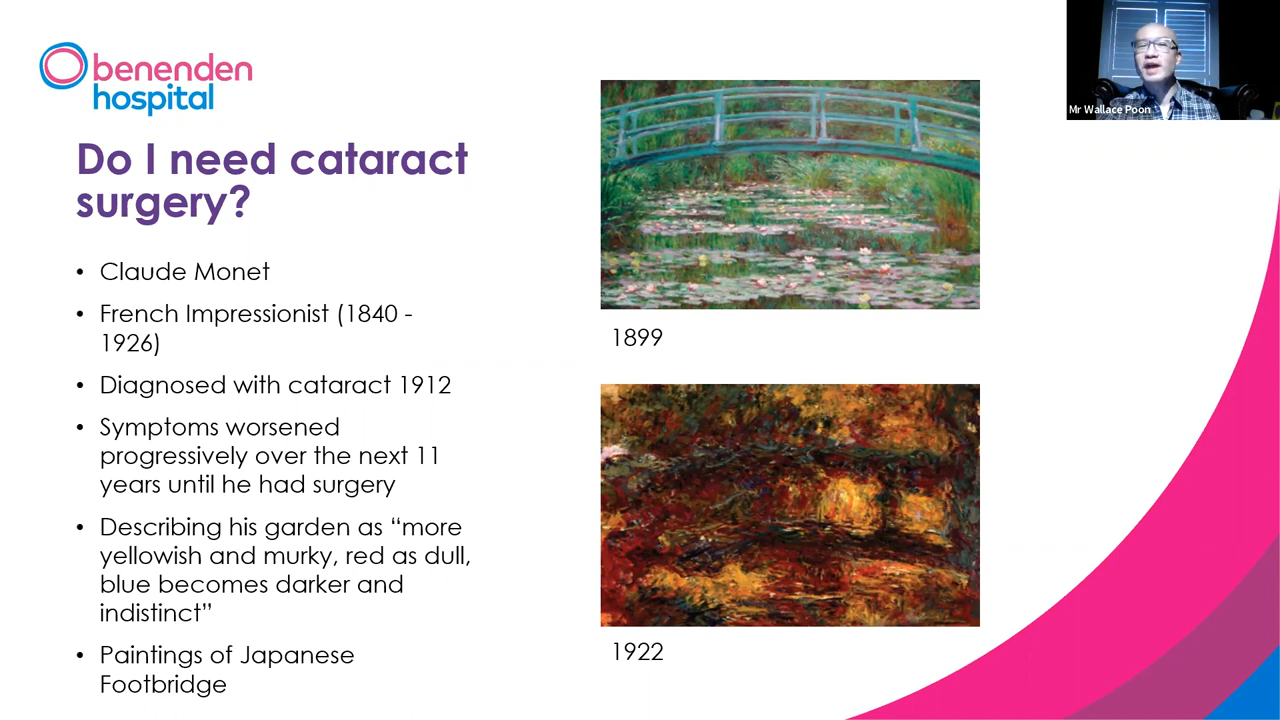 benenden
hospital
Mr Wallace Poon
Do I need cataract
surgery?
• Claude Monet
• French Impressionist (1840 -
1926)
• Diagnosed with cataract 1912
• Symptoms worsened
progressively over the next 11
years until he had surgery
• Describing his garden as “more
yellowish and murky, red as dull,
blue becomes darker and
indistinct”
• Paintings of Japanese
Footbridge
1899
1922